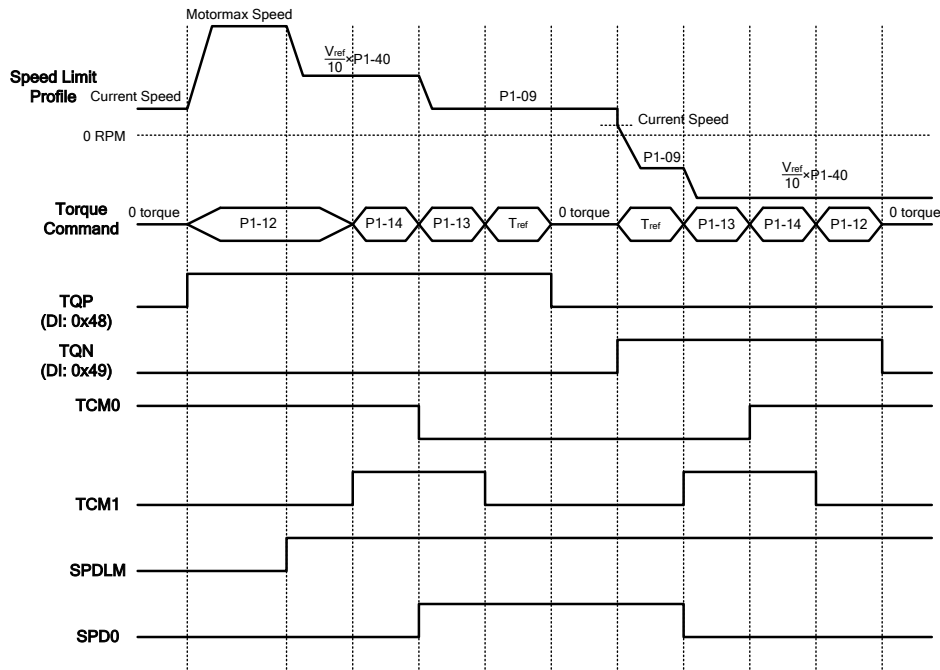 Motormax Speed
Vref
10 ×P1-40
Speed Limit
Profile
Current Speed
P1-09
Current Speed
0 RPM
P1-09
Vref
10 ×P1-40
Torque
Command
0 torque
P1-12
P1-14
P1-13
Tref
0 torque
Tref
P1-13
P1-14
P1-12
0 torque
TQP
(DI: 0x48)
TQN
(DI: 0x49)
TCM0
TCM1
SPDLM
SPD0